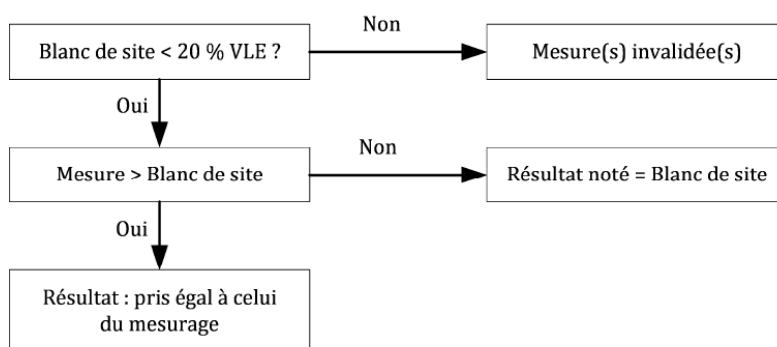 Blanc de site < 20 % VLE ?
Non
Mesure(s) invalidée(s)
Oui
Mesure > Blanc de site
Non
Résultat noté = Blanc de site
Oui
Résultat : pris égal à celui
du mesurage